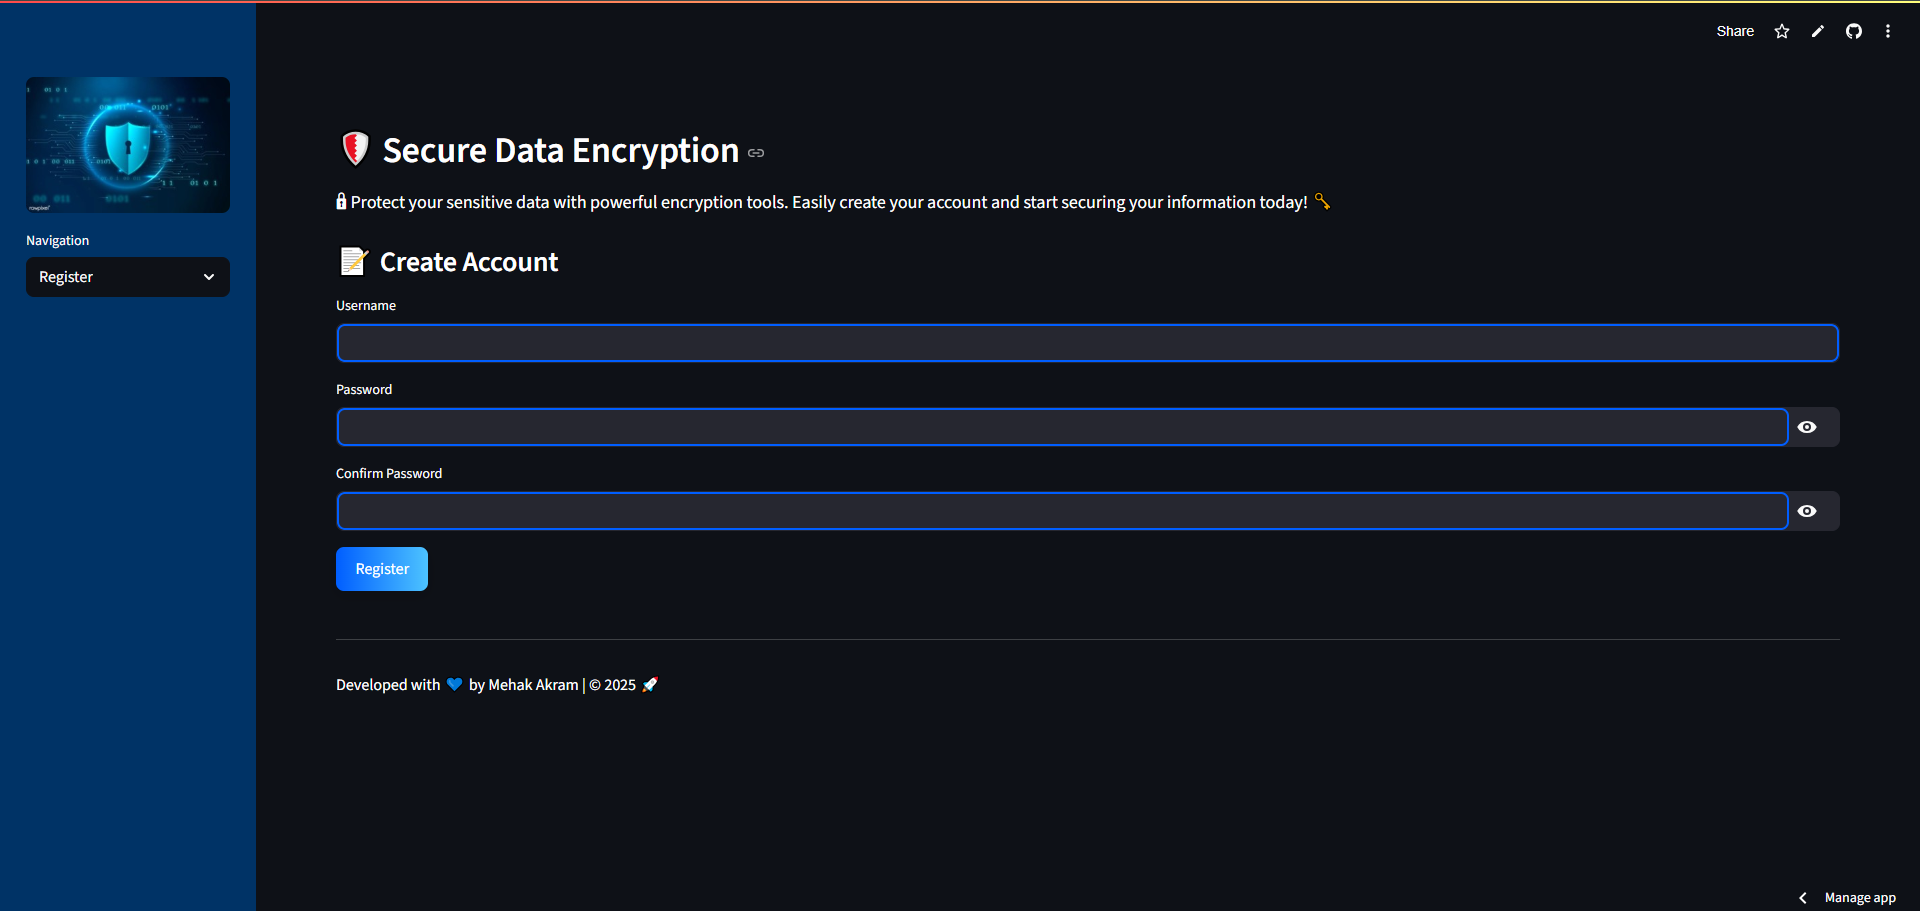 Share
Navigation
Register
Secure Data Encryption
Protect your sensitive data with powerful encryption tools. Easily create your account and start securing your information today!
Create Account
Username
Password
Confirm Password
Register
Developed with 💙 by Mehak Akram | © 2025 🚀
Manage app